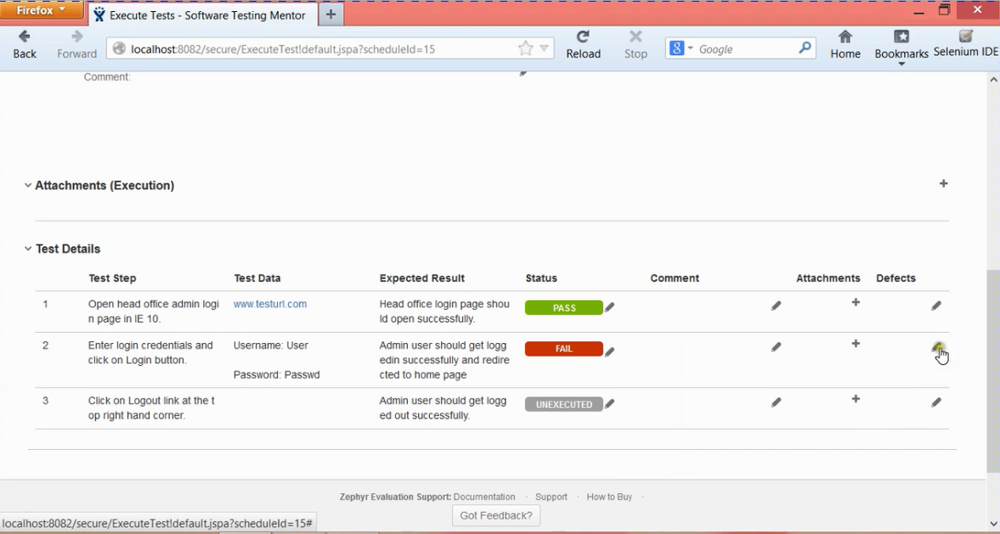 Firefox
Execute Tests - Software Testing Mentor
Back
Forward
localhost:8082/secure/ExecuteTest!default.jspa?scheduleId=15
Reload
Stop
Google
Home
Bookmarks
Selenium IDE
Comment:
Attachments (Execution)
Test Details
Test Step Test Data Expected Result Status Comment Attachments Defects
1 Open head office admin logi www.testurl.com Head office login page shou PASS
n page in IE 10. ld open successfully.
2 Enter login credentials and Username: User Admin user should get logg FAIL
click on Login button. edin successfully and redire
Password: Passwd cted to home page
3 Click on Logout link at the t Admin user should get logg UNEXECUTED
op right hand corner. ed out successfully.
Zephyr Evaluation Support: Documentation · Support · How to Buy ·
Got Feedback?
localhost:8082/secure/ExecuteTest!default.jspa?scheduleId=15#